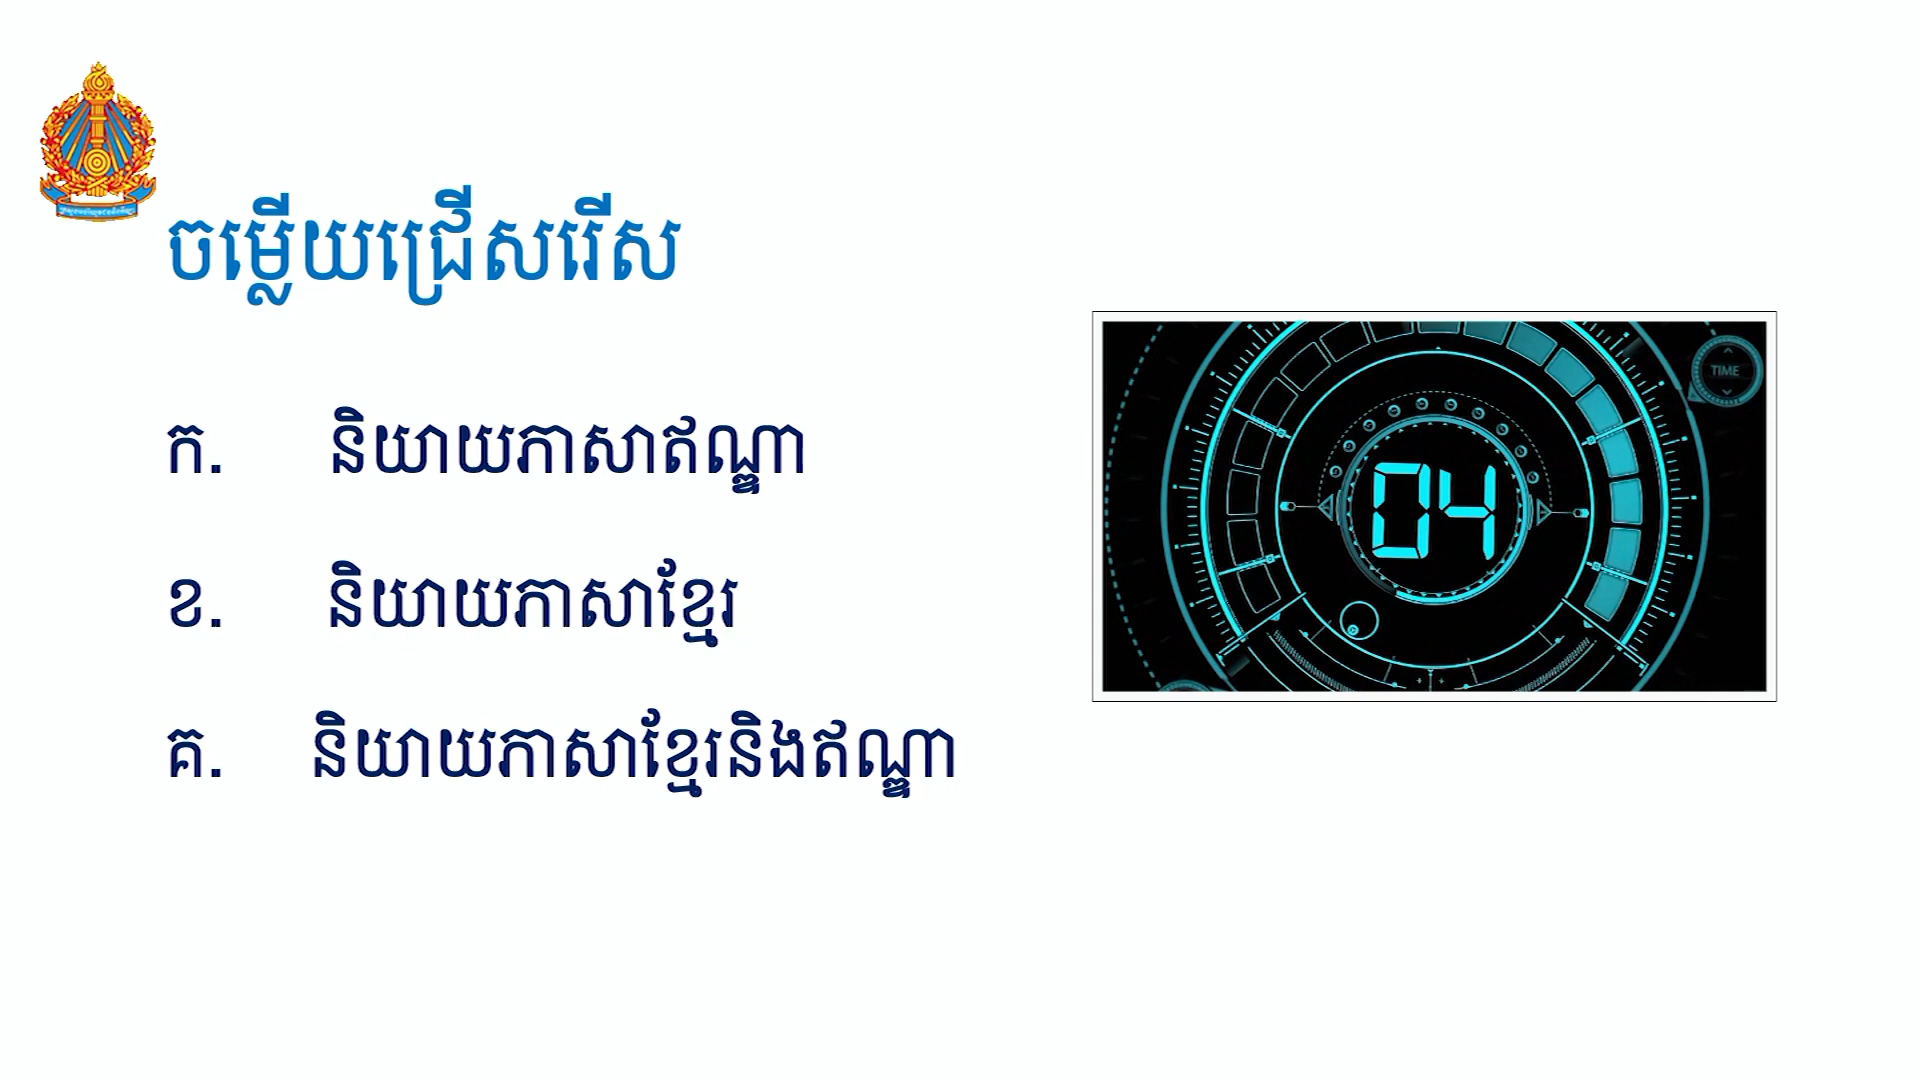 ចម្លើយជ្រើសរើស
ក. និយាយភាសាឥណ្ឌា
ខ. និយាយភាសាខ្មែរ
គ. និយាយភាសាខ្មែរនិងឥណ្ឌា
TIME
04